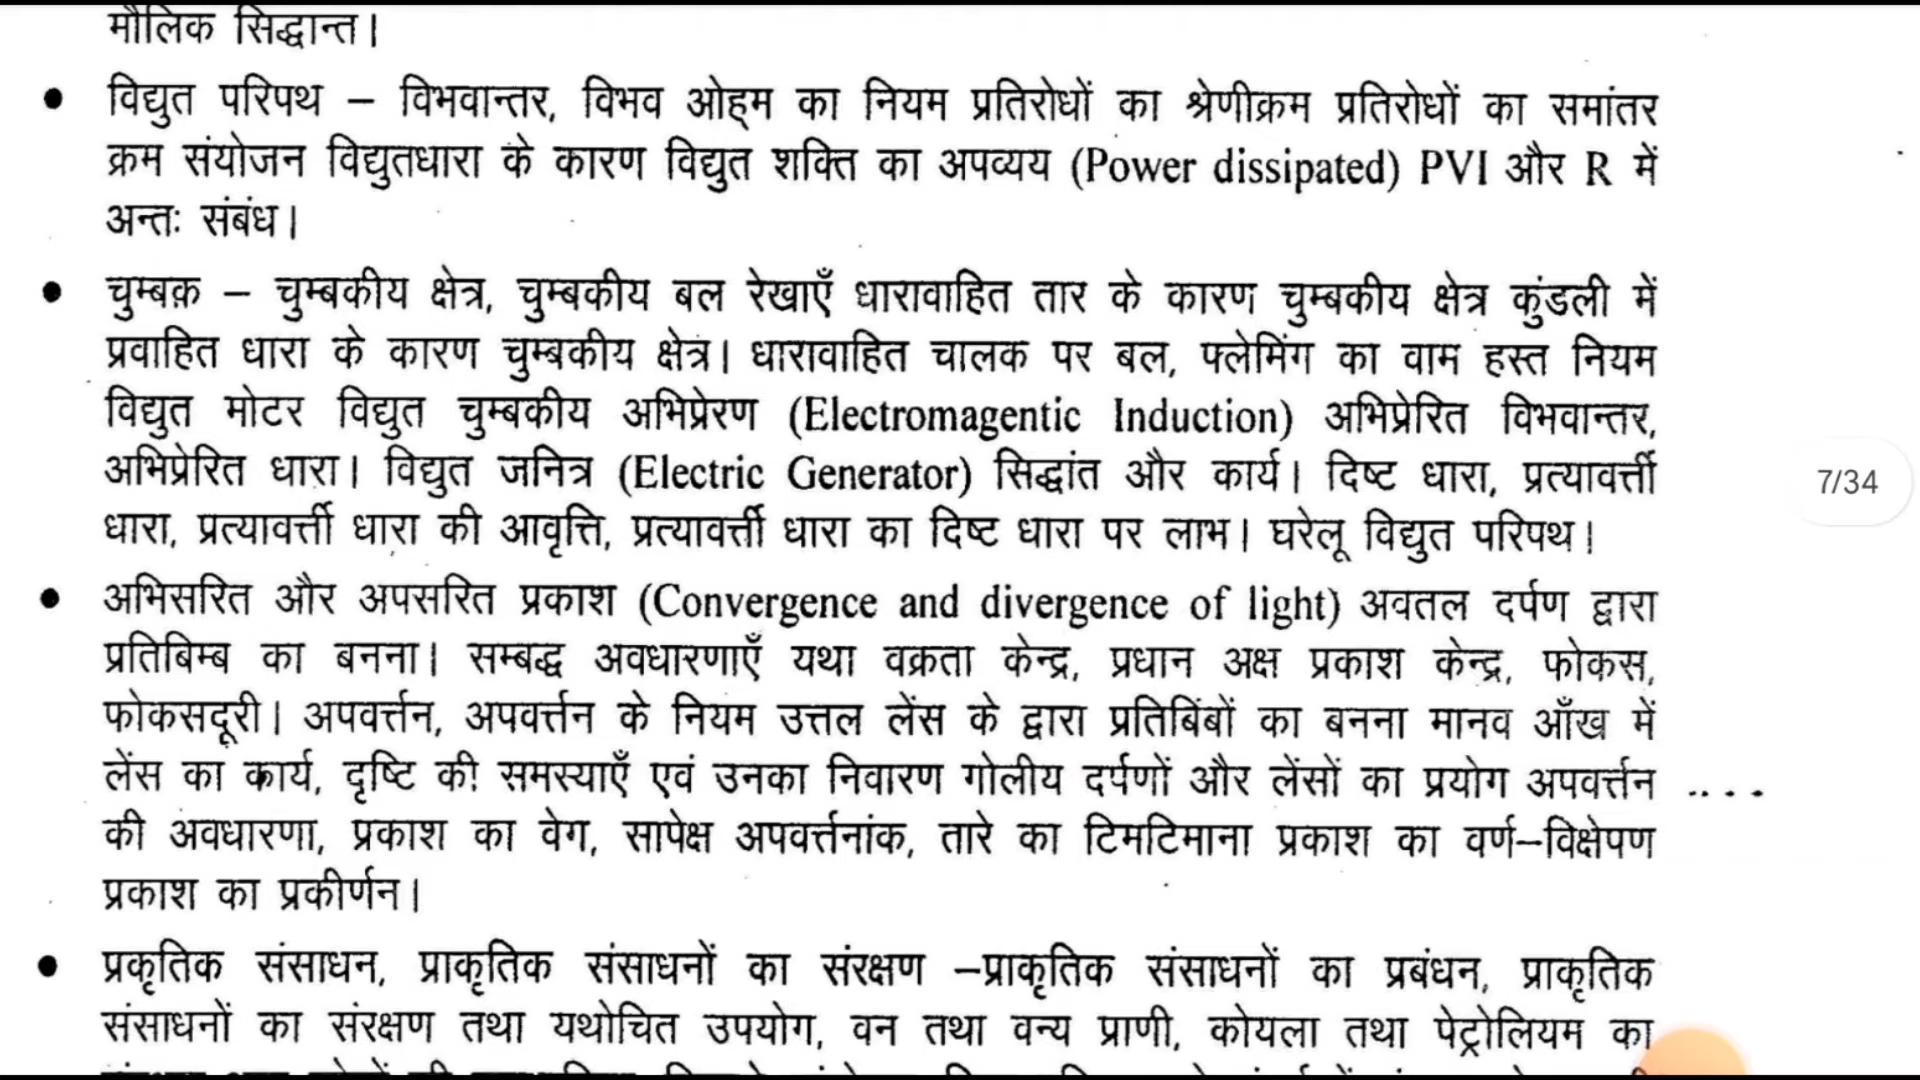 मौलिक सिद्धान्त।
• विद्युत परिपथ – विभवान्तर, विभव ओह्म का नियम प्रतिरोधों का श्रेणीक्रम प्रतिरोधों का समांतर
क्रम संयोजन विद्युतधारा के कारण विद्युत शक्ति का अपव्यय (Power dissipated) PVI और R में
अन्तः संबंध।
• चुम्बक़ – चुम्बकीय क्षेत्र, चुम्बकीय बल रेखाएँ धारावाहित तार के कारण चुम्बकीय क्षेत्र कुंडली में
प्रवाहित धारा के कारण चुम्बकीय क्षेत्र। धारावाहित चालक पर बल, फ्लेमिंग का वाम हस्त नियम
विद्युत मोटर विद्युत चुम्बकीय अभिप्रेरण (Electromagentic Induction) अभिप्रेरित विभवान्तर,
अभिप्रेरित धारा। विद्युत जनित्र (Electric Generator) सिद्धांत और कार्य। दिष्ट धारा, प्रत्यावर्त्ती
धारा, प्रत्यावर्त्ती धारा की आवृत्ति, प्रत्यावर्त्ती धारा का दिष्ट धारा पर लाभ। घरेलू विद्युत परिपथ।
7/34
• अभिसरित और अपसरित प्रकाश (Convergence and divergence of light) अवतल दर्पण द्वारा
प्रतिबिम्ब का बनना। सम्बद्ध अवधारणाएँ यथा वक्रता केन्द्र, प्रधान अक्ष प्रकाश केन्द्र, फोकस,
फोकसदूरी। अपवर्त्तन, अपवर्त्तन के नियम उत्तल लेंस के द्वारा प्रतिबिंबों का बनना मानव आँख में
लेंस का कार्य, दृष्टि की समस्याएँ एवं उनका निवारण गोलीय दर्पणों और लेंसों का प्रयोग अपवर्त्तन
की अवधारणा, प्रकाश का वेग, सापेक्ष अपवर्त्तनांक, तारे का टिमटिमाना प्रकाश का वर्ण–विक्षेपण
प्रकाश का प्रकीर्णन।
• प्रकृतिक संसाधन, प्राकृतिक संसाधनों का संरक्षण –प्राकृतिक संसाधनों का प्रबंधन, प्राकृतिक
संसाधनों का संरक्षण तथा यथोचित उपयोग, वन तथा वन्य प्राणी, कोयला तथा पेट्रोलियम का